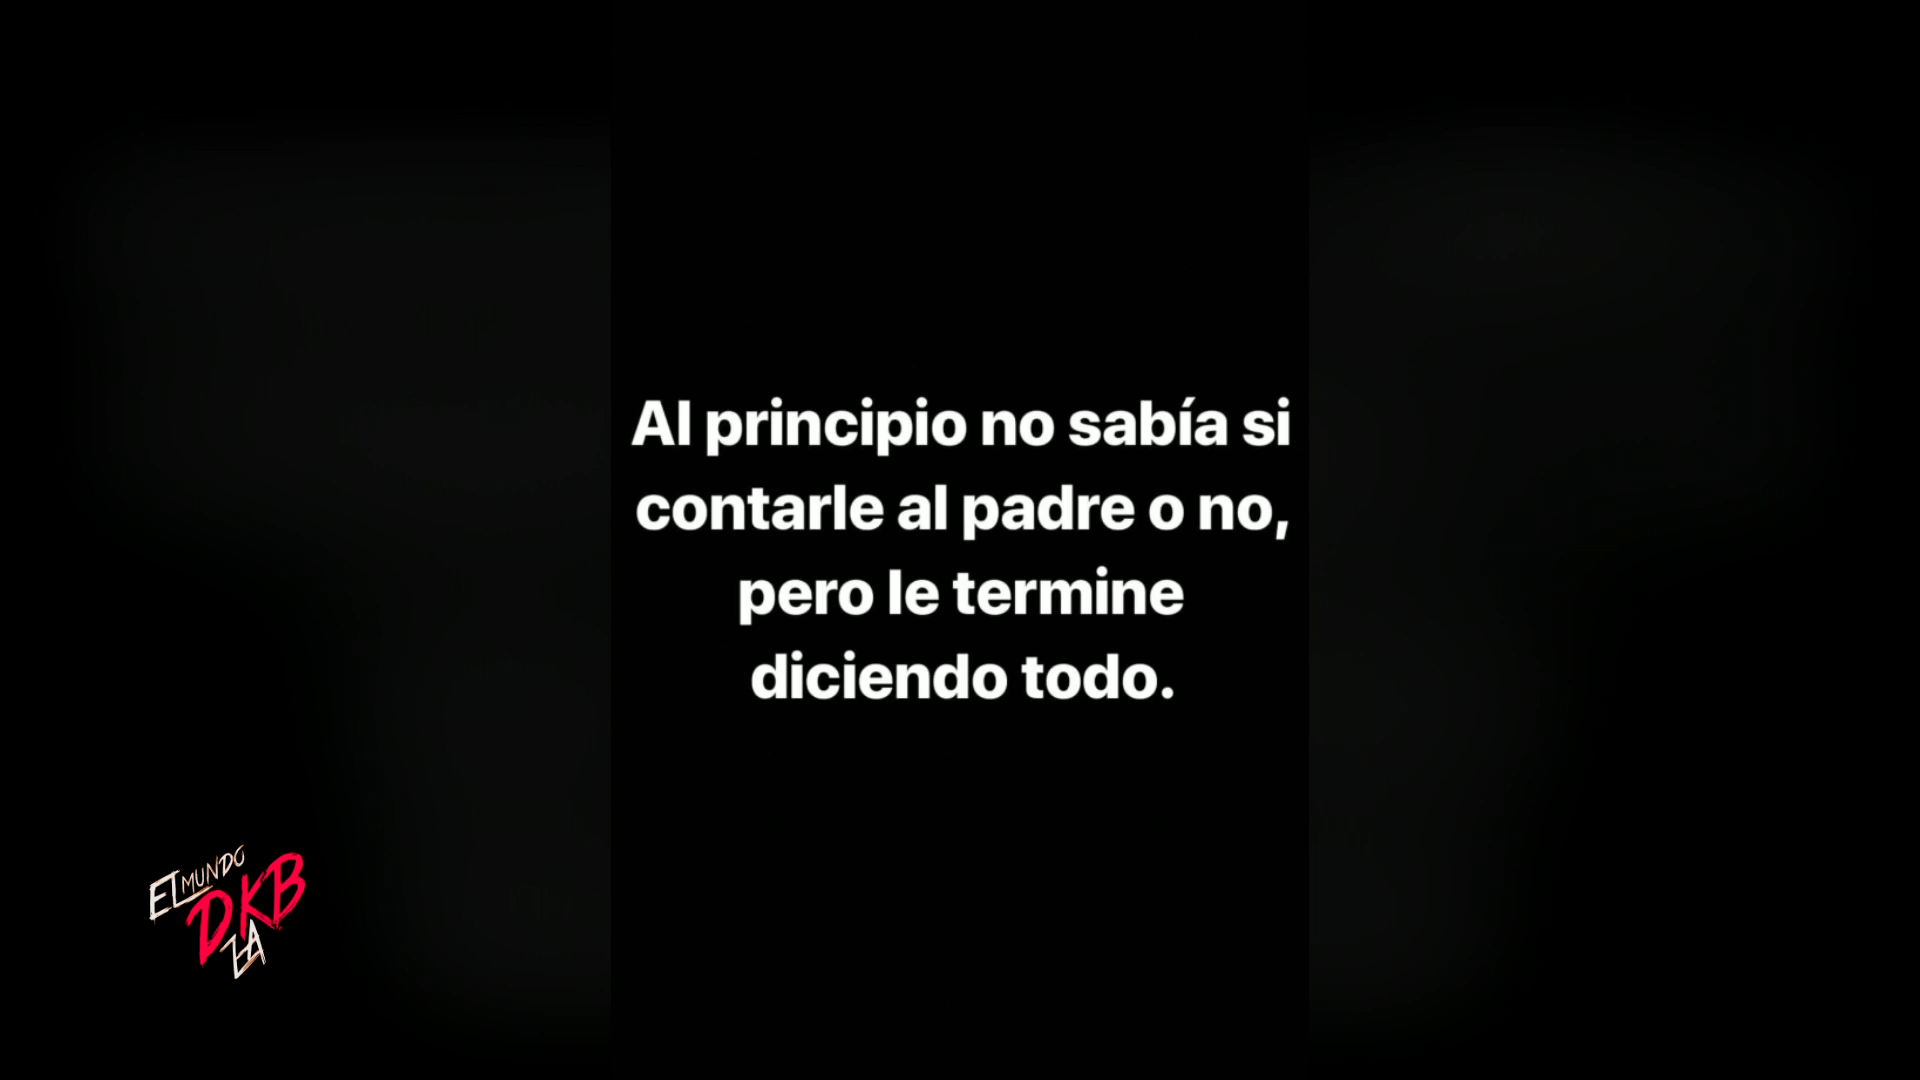 Al principio no sabía si
contarle al padre o no,
pero le termine
diciendo todo.
EL MUNDO
DKB
ZA